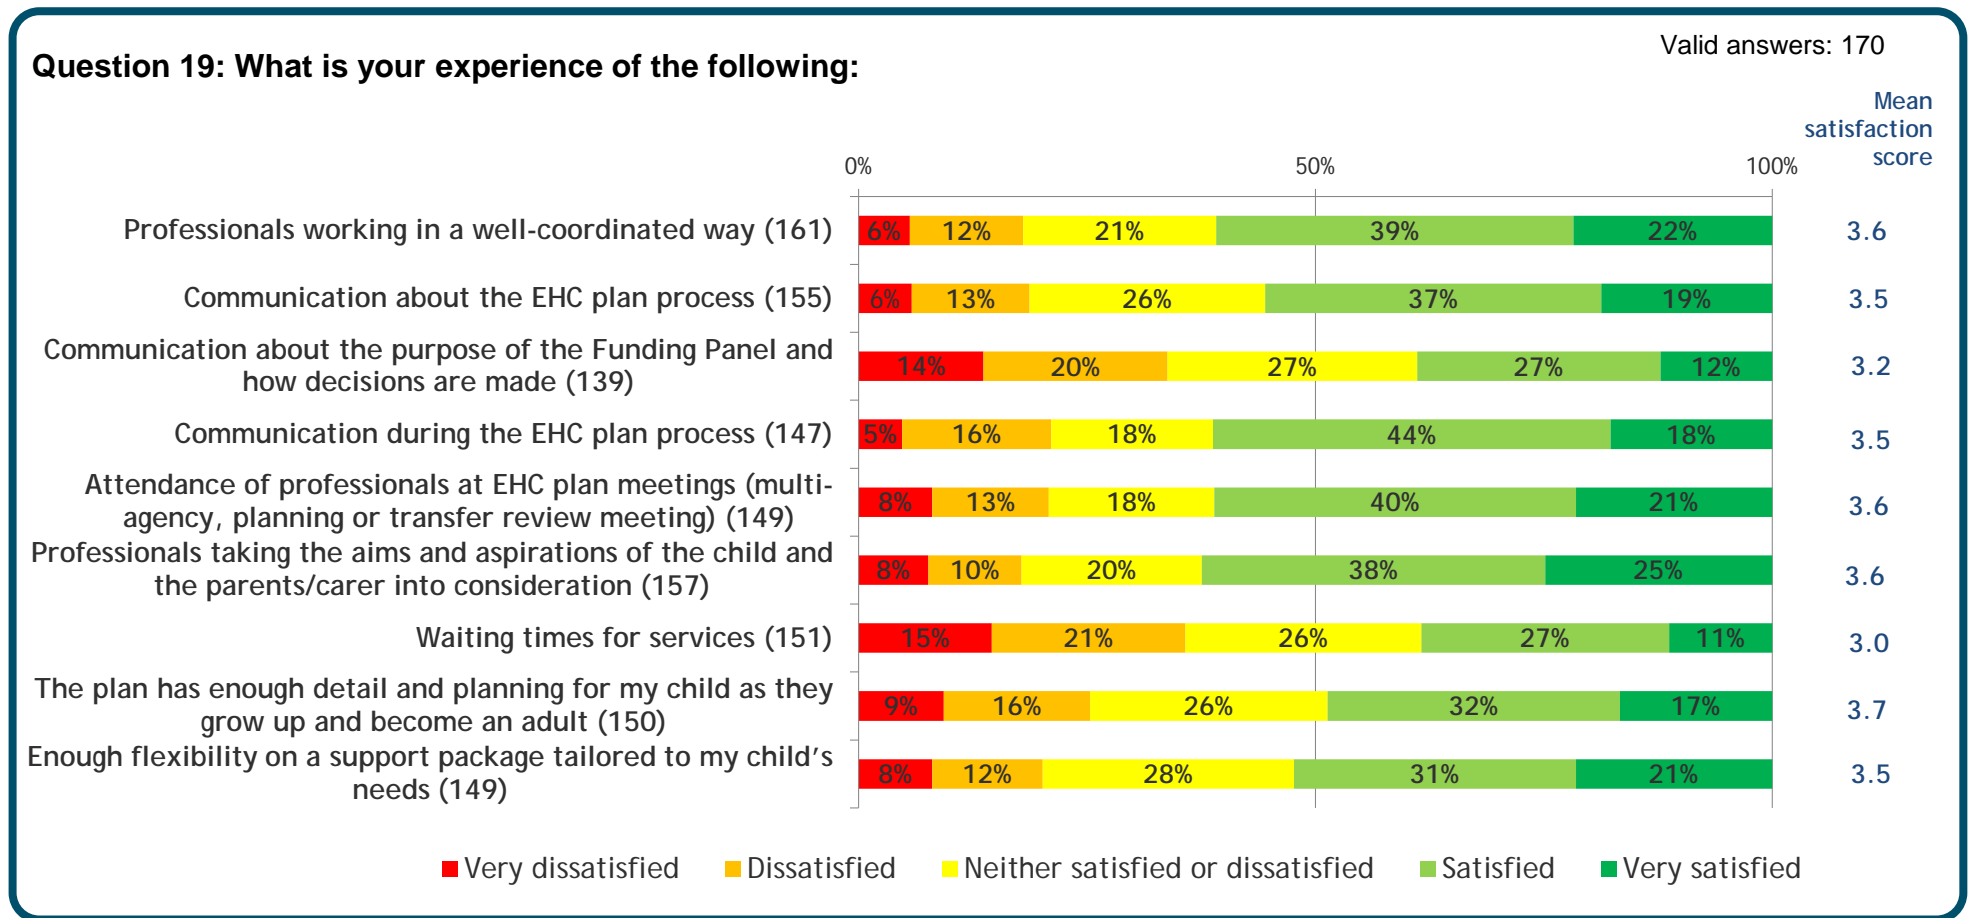 Valid answers: 170
Question 19: What is your experience of the following:
Mean
satisfaction
score
0% 50% 100%
Professionals working in a well-coordinated way (161) 6% 12% 21% 39% 22% 3.6
Communication about the EHC plan process (155) 6% 13% 26% 37% 19% 3.5
Communication about the purpose of the Funding Panel and
how decisions are made (139) 14% 20% 27% 27% 12% 3.2
Communication during the EHC plan process (147) 5% 16% 18% 44% 18% 3.5
Attendance of professionals at EHC plan meetings (multi-
agency, planning or transfer review meeting) (149) 8% 13% 18% 40% 21% 3.6
Professionals taking the aims and aspirations of the child and
the parents/carer into consideration (157) 8% 10% 20% 38% 25% 3.6
Waiting times for services (151) 15% 21% 26% 27% 11% 3.0
The plan has enough detail and planning for my child as they
grow up and become an adult (150) 9% 16% 26% 32% 17% 3.7
Enough flexibility on a support package tailored to my child's
needs (149) 8% 12% 28% 31% 21% 3.5
Very dissatisfied Dissatisfied Neither satisfied or dissatisfied Satisfied Very satisfied